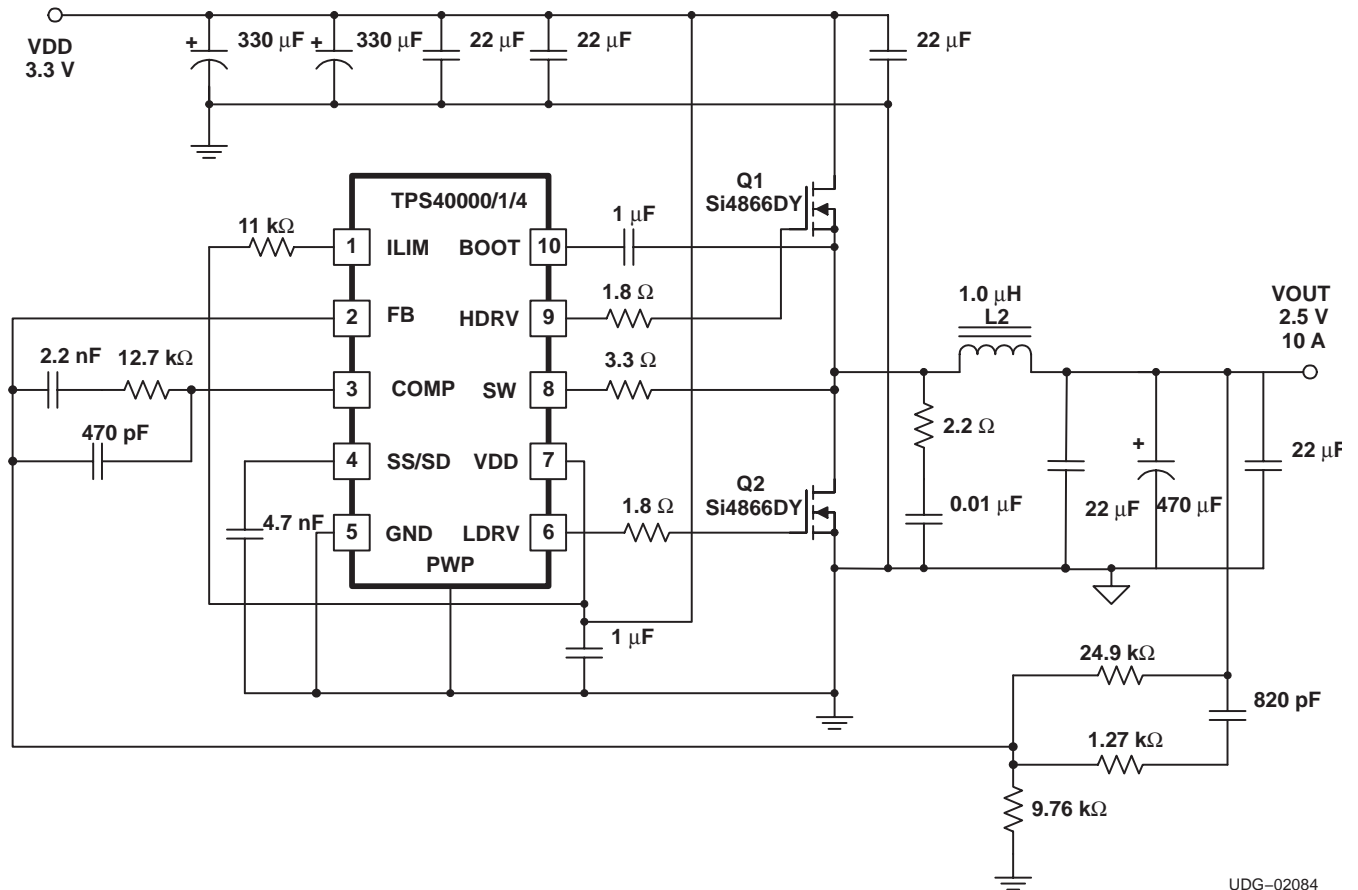 VDD
3.3 V
330 μF
330 μF
22 μF
22 μF
22 μF
TPS40000/1/4
Q1
Si4866DY
11 kΩ
1 ILIM
BOOT 10
1 μF
2 FB
HDRV 9
1.8 Ω
1.0 μH
L2
VOUT
2.5 V
10 A
2.2 nF
12.7 kΩ
3 COMP
SW 8
3.3 Ω
470 pF
4 SS/SD
VDD 7
2.2 Ω
0.01 μF
22 μF
470 μF
22 μF
Q2
Si4866DY
4.7 nF
5 GND
LDRV 6
1.8 Ω
PWP
1 μF
24.9 kΩ
820 pF
1.27 kΩ
9.76 kΩ
UDG–02084